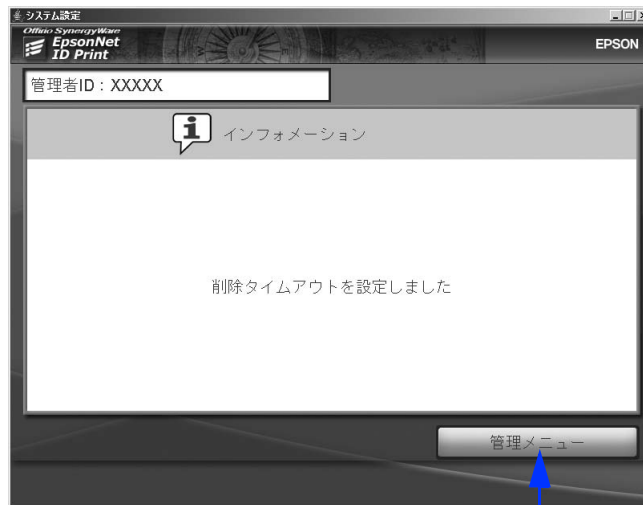 システム設定
Offirio SynergyWare
EpsonNet
ID Print
EPSON
管理者ID：XXXXX
インフォメーション
削除タイムアウトを設定しました
管理メニュー